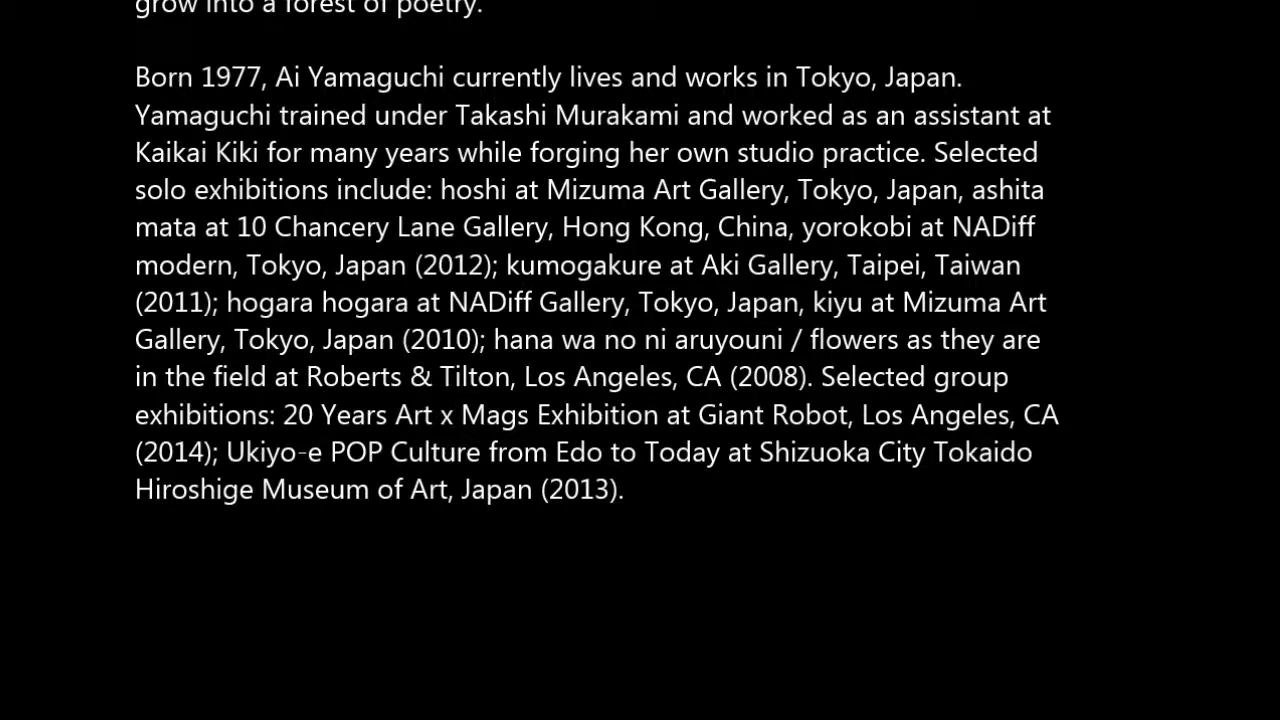 grow into a forest of poetry.
Born 1977, Ai Yamaguchi currently lives and works in Tokyo, Japan.
Yamaguchi trained under Takashi Murakami and worked as an assistant at
Kaikai Kiki for many years while forging her own studio practice. Selected
solo exhibitions include: hoshi at Mizuma Art Gallery, Tokyo, Japan, ashita
mata at 10 Chancery Lane Gallery, Hong Kong, China, yorokobi at NADiff
modern, Tokyo, Japan (2012); kumogakure at Aki Gallery, Taipei, Taiwan
(2011); hogara hogara at NADiff Gallery, Tokyo, Japan, kiyu at Mizuma Art
Gallery, Tokyo, Japan (2010); hana wa no ni aruyouni / flowers as they are
in the field at Roberts & Tilton, Los Angeles, CA (2008). Selected group
exhibitions: 20 Years Art x Mags Exhibition at Giant Robot, Los Angeles, CA
(2014); Ukiyo-e POP Culture from Edo to Today at Shizuoka City Tokaido
Hiroshige Museum of Art, Japan (2013).